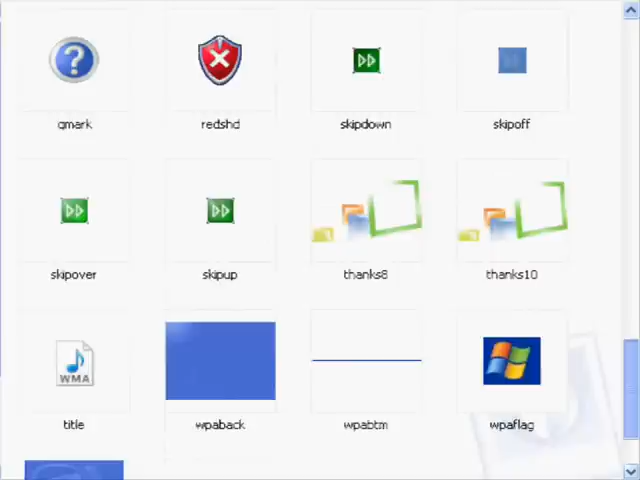 qmark
redshd
skipdown
skipoff
skipover
skipup
thanks8
thanks10
WMA
title
wpaback
wpabtm
wpaflag